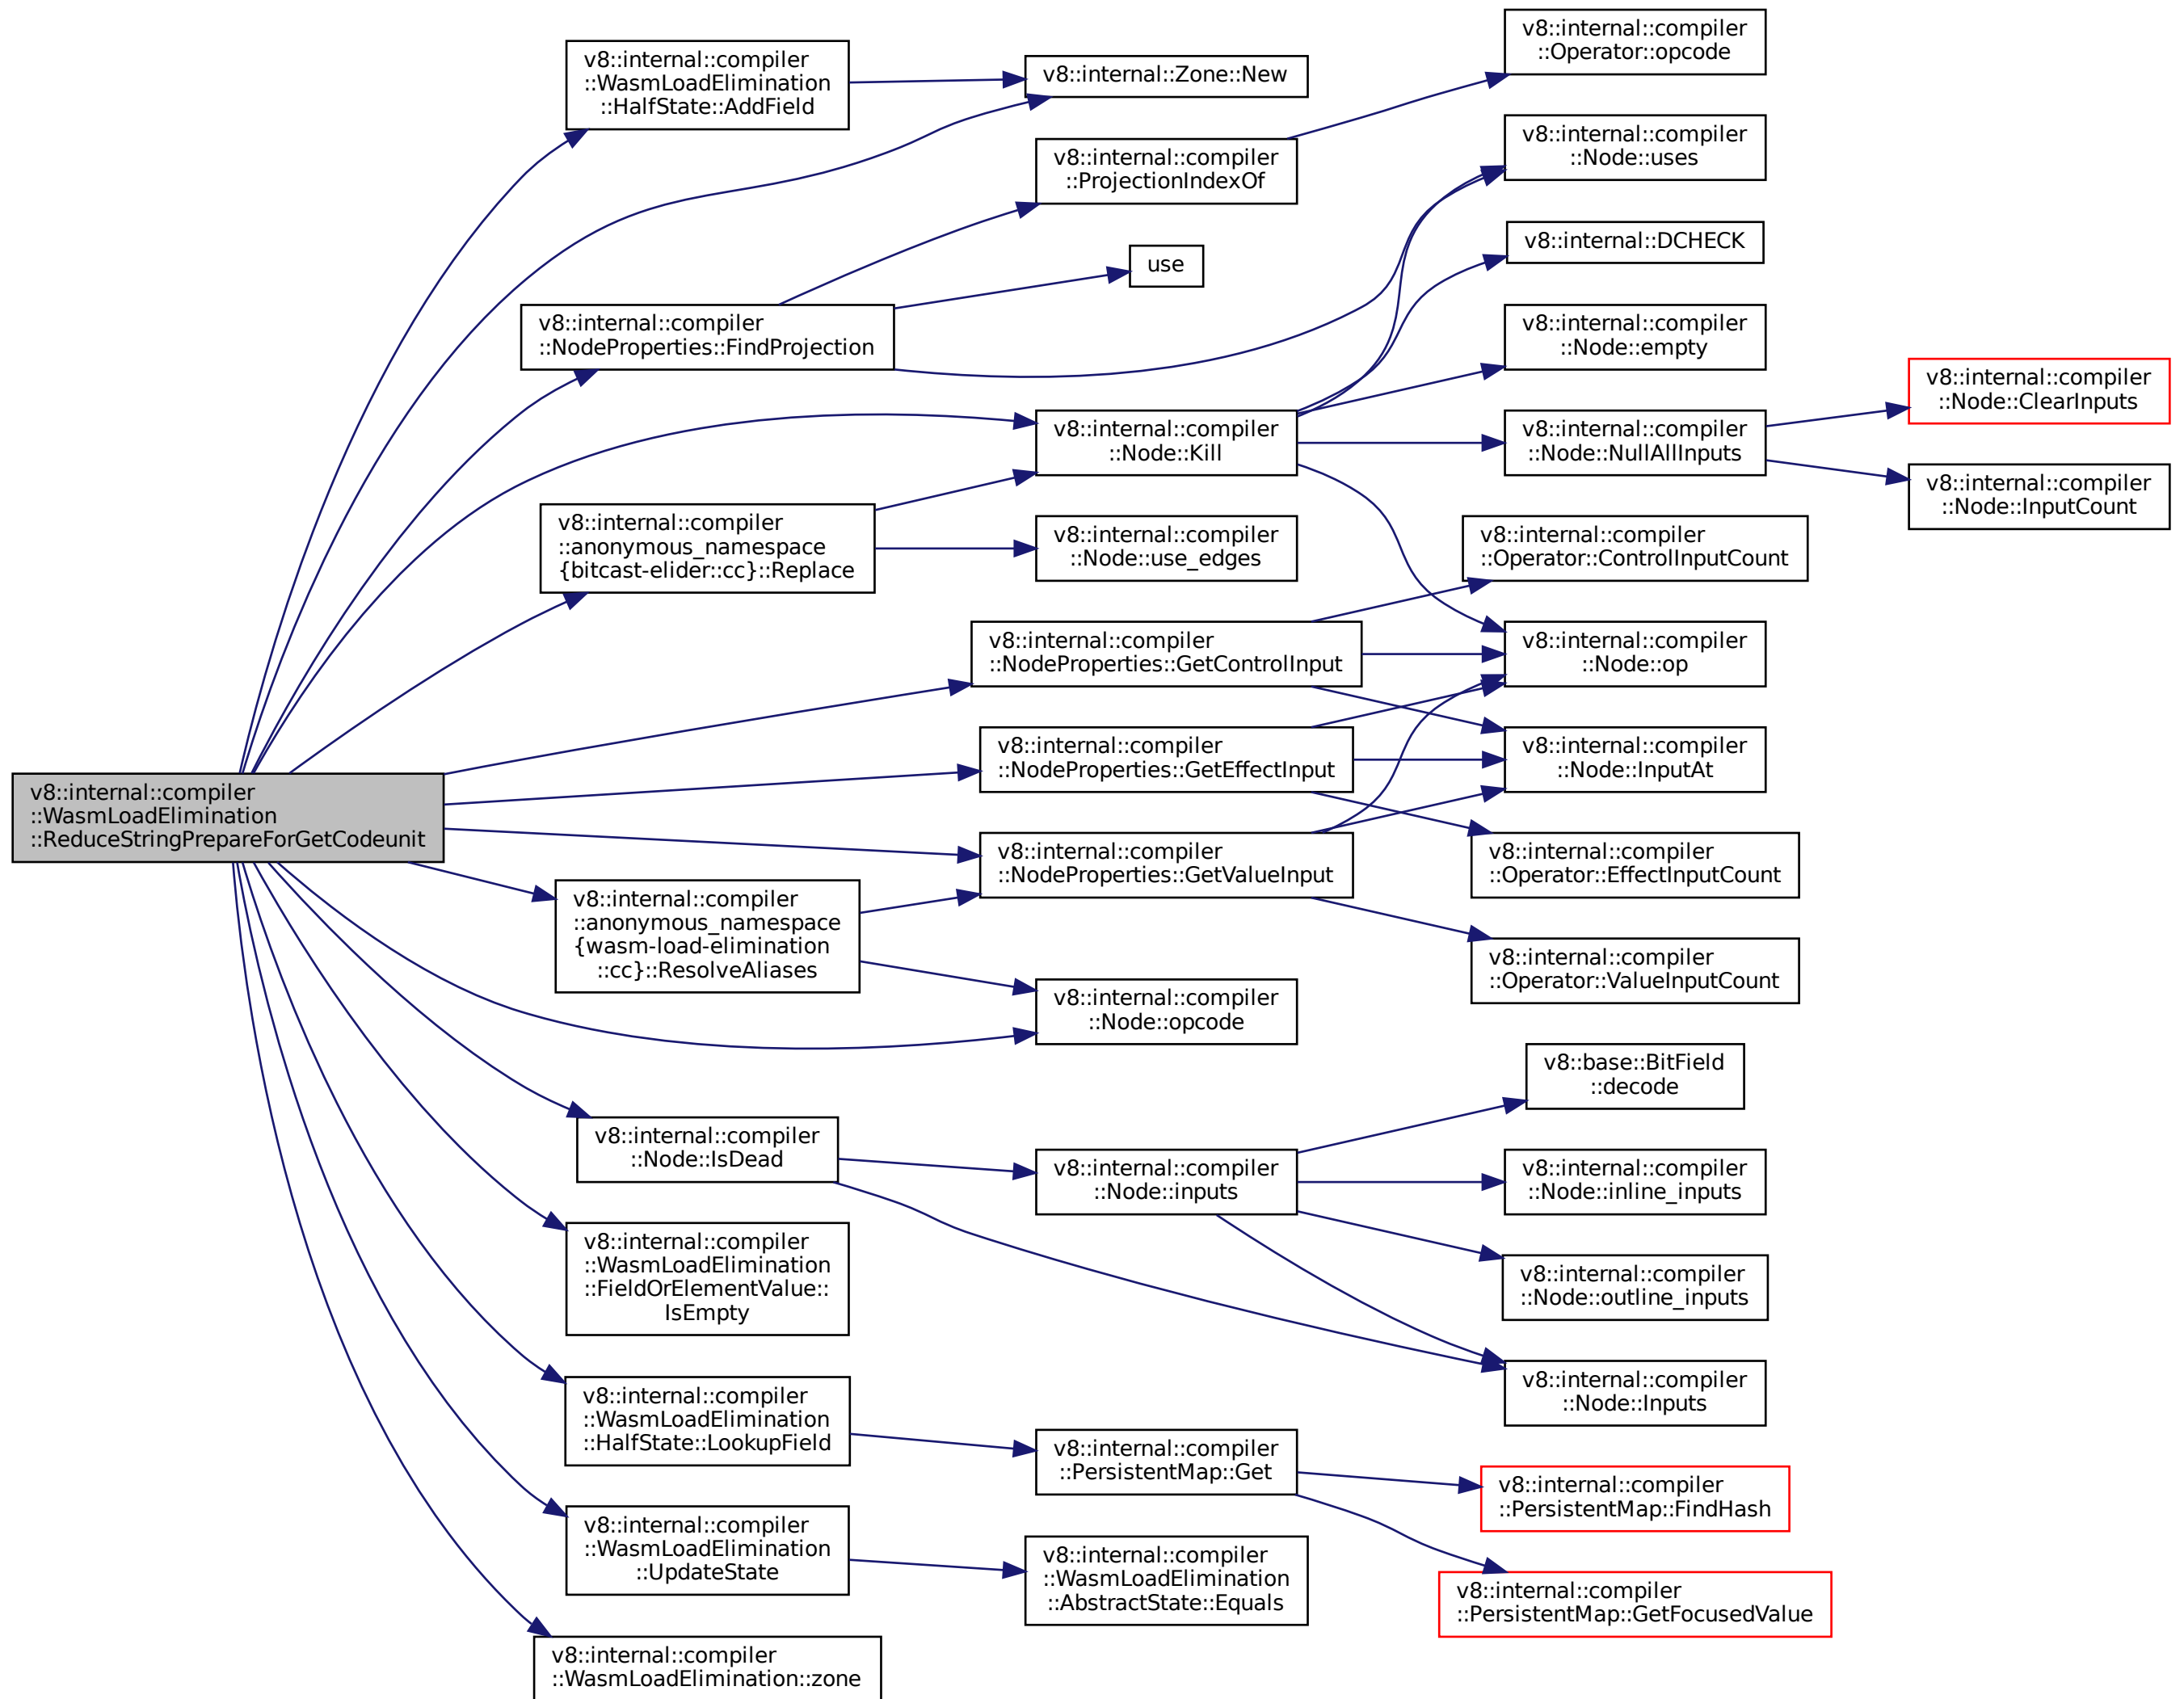 v8::internal::compiler
::WasmLoadElimination
::ReduceStringPrepareForGetCodeunit
v8::internal::compiler
::WasmLoadElimination
::HalfState::AddField
v8::internal::Zone::New
v8::internal::compiler
::NodeProperties::FindProjection
v8::internal::compiler
::ProjectionIndexOf
v8::internal::compiler
::Operator::opcode
use
v8::internal::compiler
::Node::uses
v8::internal::DCHECK
v8::internal::compiler
::Node::empty
v8::internal::compiler
::Node::Kill
v8::internal::compiler
::Node::NullAllInputs
v8::internal::compiler
::Node::ClearInputs
v8::internal::compiler
::Node::InputCount
v8::internal::compiler
::anonymous_namespace
{bitcast-elider::cc}::Replace
v8::internal::compiler
::Node::use_edges
v8::internal::compiler
::Operator::ControlInputCount
v8::internal::compiler
::NodeProperties::GetControlInput
v8::internal::compiler
::Node::op
v8::internal::compiler
::NodeProperties::GetEffectInput
v8::internal::compiler
::Node::InputAt
v8::internal::compiler
::NodeProperties::GetValueInput
v8::internal::compiler
::Operator::EffectInputCount
v8::internal::compiler
::Operator::ValueInputCount
v8::internal::compiler
::anonymous_namespace
{wasm-load-elimination
::cc}::ResolveAliases
v8::internal::compiler
::Node::opcode
v8::internal::compiler
::Node::IsDead
v8::internal::compiler
::Node::inputs
v8::base::BitField
::decode
v8::internal::compiler
::Node::inline_inputs
v8::internal::compiler
::Node::outline_inputs
v8::internal::compiler
::Node::Inputs
v8::internal::compiler
::WasmLoadElimination
::FieldOrElementValue::
IsEmpty
v8::internal::compiler
::WasmLoadElimination
::HalfState::LookupField
v8::internal::compiler
::PersistentMap::Get
v8::internal::compiler
::PersistentMap::FindHash
v8::internal::compiler
::PersistentMap::GetFocusedValue
v8::internal::compiler
::WasmLoadElimination
::UpdateState
v8::internal::compiler
::WasmLoadElimination
::AbstractState::Equals
v8::internal::compiler
::WasmLoadElimination::zone